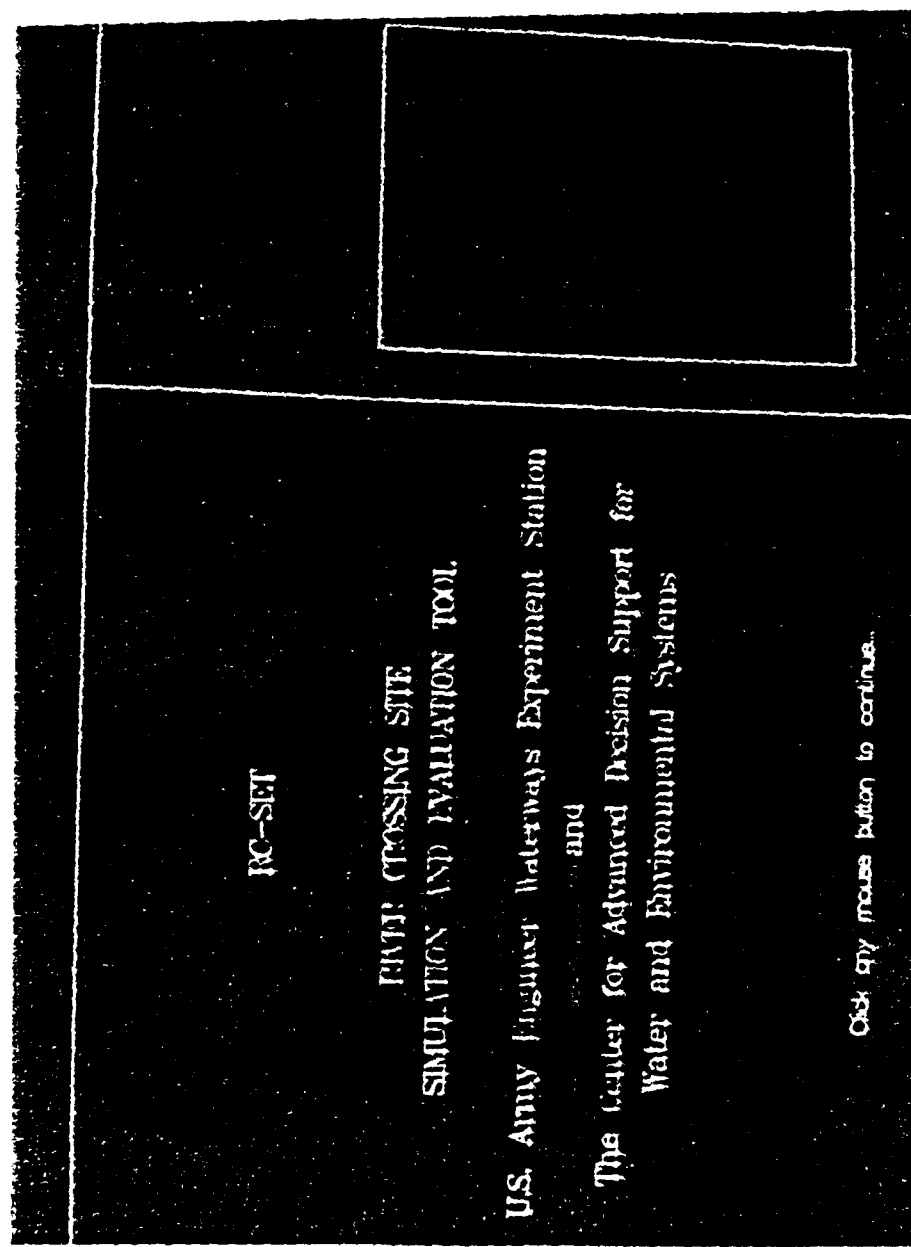 RC-SET
RIVER CROSSING SITE
SIMULATION AND EVALUATION TOOL
U.S. Army Engineer Waterways Experiment Station
and
The Center for Advanced Decision Support for
Water and Environmental Systems
Click any mouse button to continue...